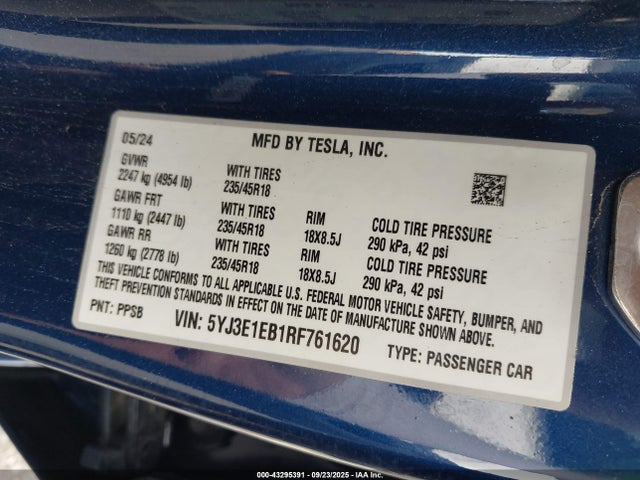 05/24 MFD BY TESLA, INC.
GVWR WITH TIRES
2247 kg (4954 lb) 235/45R18
GAWR FRT WITH TIRES RIM COLD TIRE PRESSURE
1110 kg (2447 lb) 235/45R18 18X8.5J 290 kPa, 42 psi
GAWR RR WITH TIRES RIM COLD TIRE PRESSURE
1260 kg (2778 lb) 235/45R18 18X8.5J 290 kPa, 42 psi
THIS VEHICLE CONFORMS TO ALL APPLICABLE U.S. FEDERAL MOTOR VEHICLE SAFETY, BUMPER, AND
THEFT PREVENTION STANDARDS IN EFFECT ON THE DATE OF MANUFACTURE SHOWN ABOVE.
PNT: PPSB VIN: 5YJ3E1EB1RF761620 TYPE: PASSENGER CAR
000-43295391 - 09/23/2025 - IAA Inc.